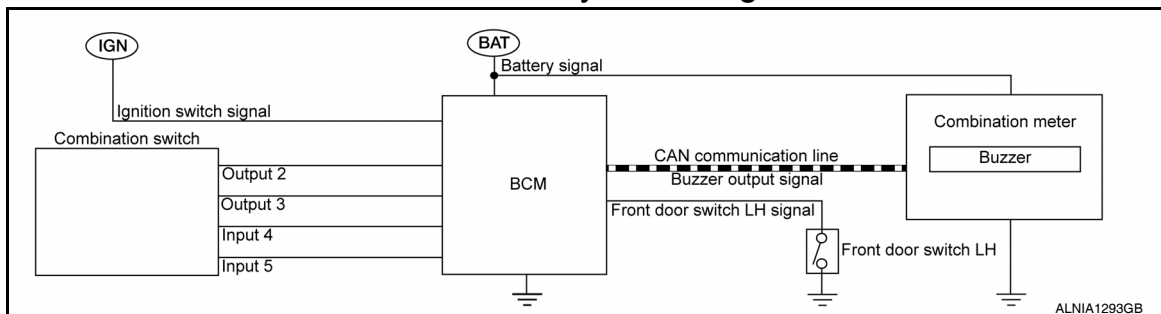 IGN
BAT
Battery signal
Ignition switch signal
Combination switch
Combination meter
Buzzer
Output 2
Output 3
Input 4
Input 5
BCM
CAN communication line
Buzzer output signal
Front door switch LH signal
Front door switch LH
ALNIA1293GB